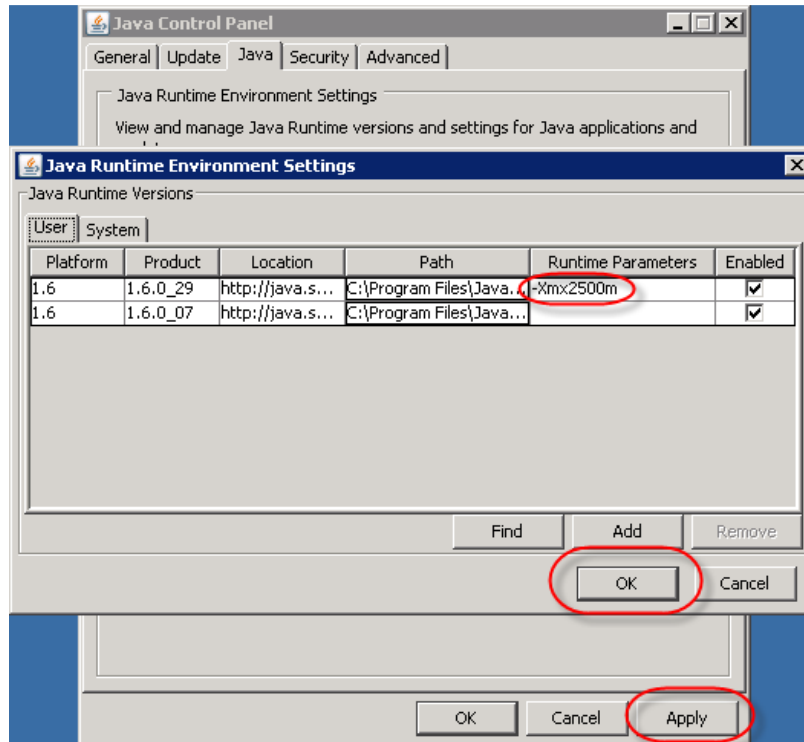 Java Control Panel
General Update Java Security Advanced
Java Runtime Environment Settings
View and manage Java Runtime versions and settings for Java applications and
Java Runtime Environment Settings
Java Runtime Versions
User System
Platform Product Location Path Runtime Parameters Enabled
1.6 1.6.0_29 http://java.s... C:\Program Files\Java... -Xmx2500m
1.6 1.6.0_07 http://java.s... C:\Program Files\Java...
Find Add Remove
OK Cancel
OK Cancel Apply